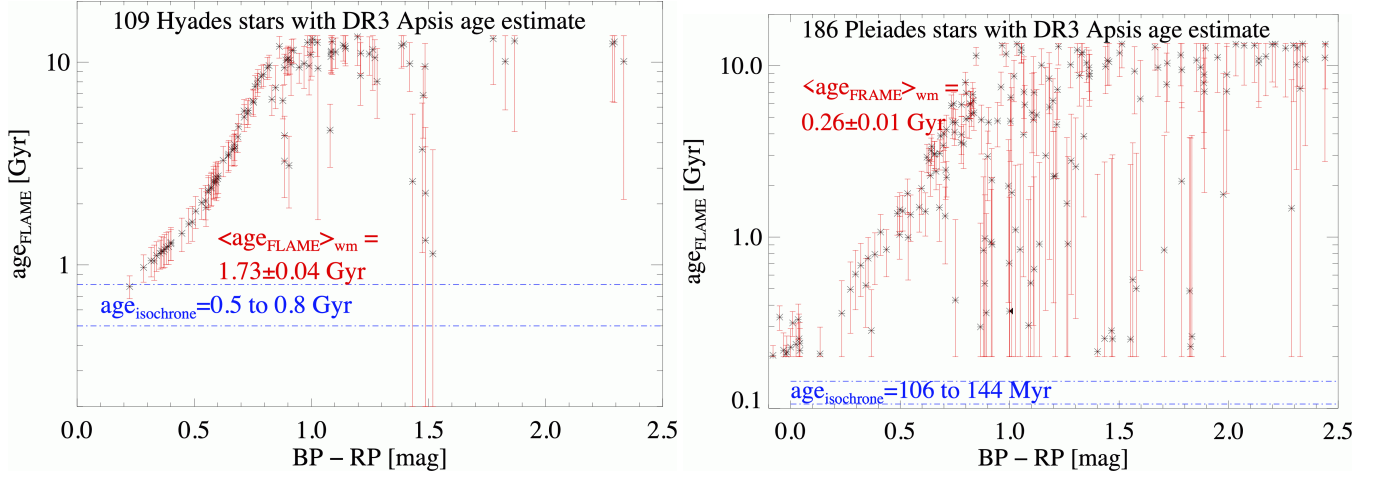 109 Hyades stars with DR3 Apsis age estimate
10
1
age_FLAME [Gyr]
<age_FLAME>_wm =
1.73±0.04 Gyr
age_isochrone=0.5 to 0.8 Gyr
0.0 0.5 1.0 1.5 2.0 2.5
BP − RP [mag]
186 Pleiades stars with DR3 Apsis age estimate
10.0
1.0
0.1
age_FLAME [Gyr]
<age_FRAME>_wm =
0.26±0.01 Gyr
age_isochrone=106 to 144 Myr
0.0 0.5 1.0 1.5 2.0 2.5
BP − RP [mag]